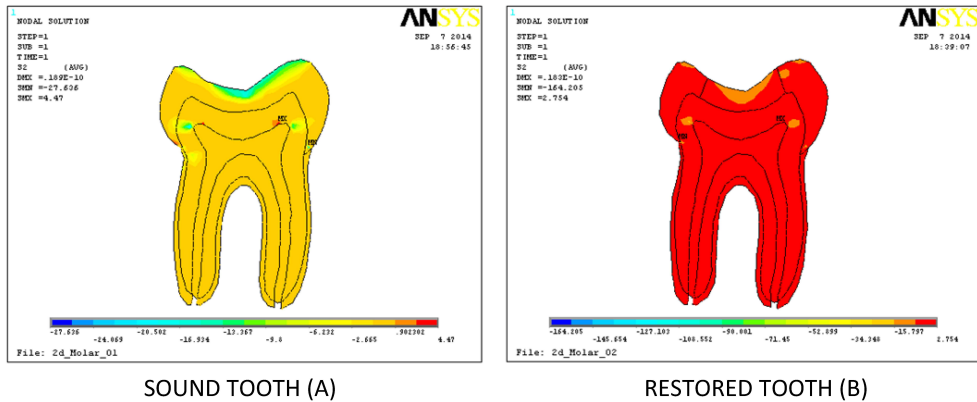 1
NODAL SOLUTION
STEP=1
SUB =1
TIME=1
S2 (AVG)
DMX =.189E-10
SMN =-27.636
SMX =4.47
ANSYS
SEP 7 2014
18:56:45
MX
MN
-27.636 -20.502 -13.367 -6.232 .902302
-24.069 -16.934 -9.8 -2.665 4.47
File: 2d_Molar_01
SOUND TOOTH (A)
1
NODAL SOLUTION
STEP=1
SUB =1
TIME=1
S2 (AVG)
DMX =.183E-10
SMN =-164.205
SMX =2.754
ANSYS
SEP 7 2014
18:39:07
MX
MN
-164.205 -127.103 -90.001 -52.899 -15.797
-145.654 -108.552 -71.45 -34.348 2.754
File: 2d_Molar_02
RESTORED TOOTH (B)